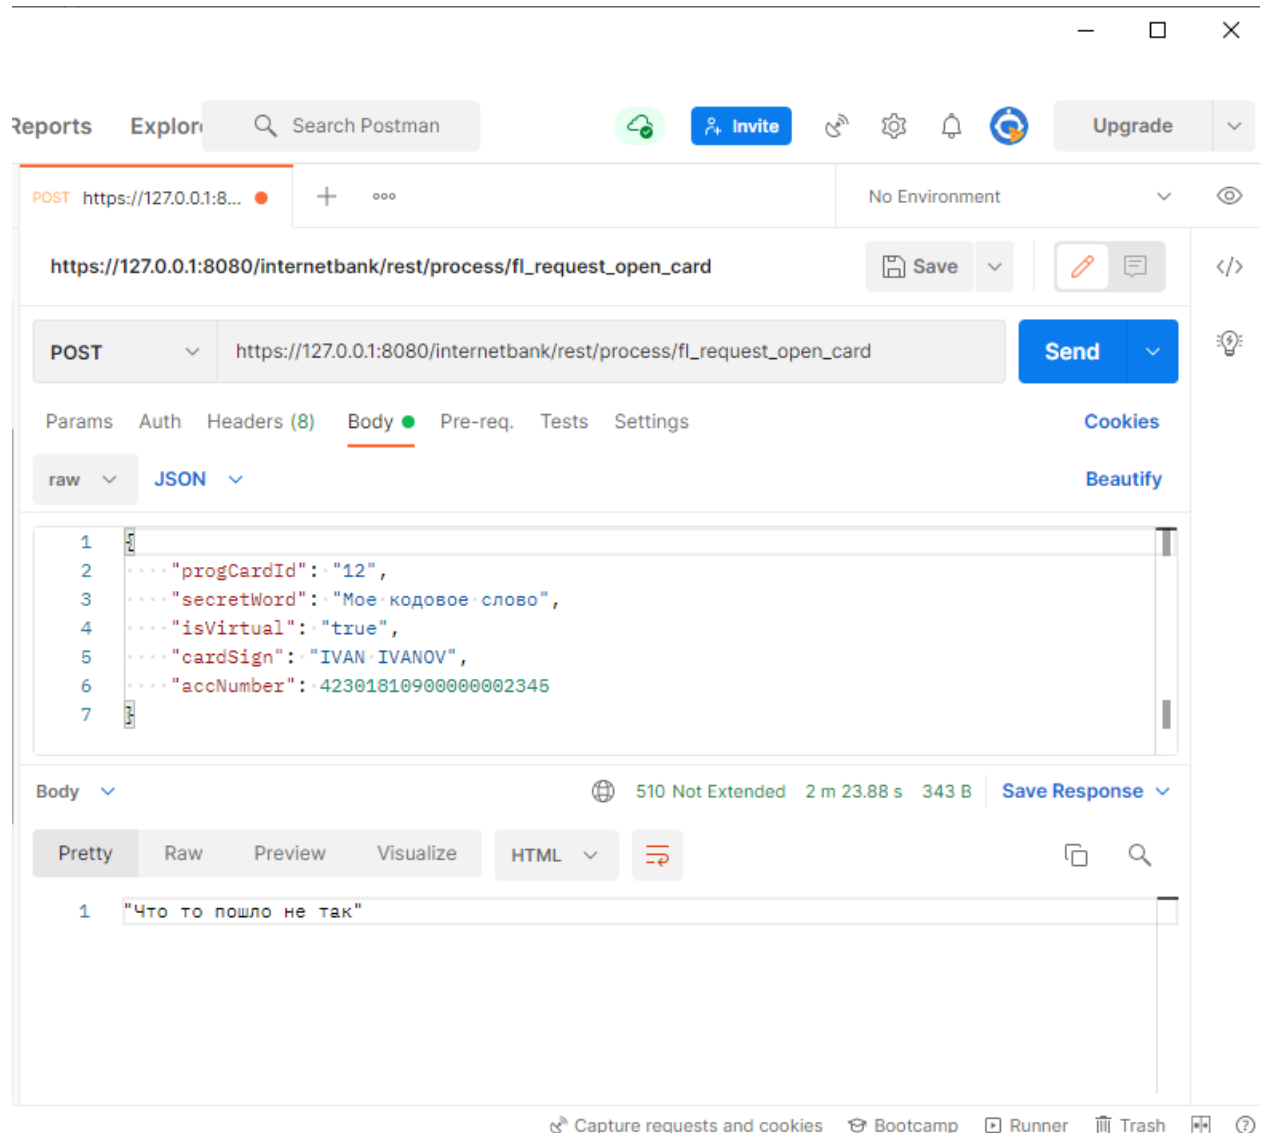 Reports Explor Search Postman Invite Upgrade
POST https://127.0.0.1:8... No Environment
https://127.0.0.1:8080/internetbank/rest/process/fl_request_open_card Save
POST https://127.0.0.1:8080/internetbank/rest/process/fl_request_open_card Send
Params Auth Headers (8) Body Pre-req. Tests Settings Cookies
raw JSON Beautify
1 {
2 "progCardId": "12",
3 "secretWord": "Мое кодовое слово",
4 "isVirtual": "true",
5 "cardSign": "IVAN IVANOV",
6 "accNumber": 42301810900000002345
7 }
Body 510 Not Extended 2 m 23.88 s 343 B Save Response
Pretty Raw Preview Visualize HTML
1 "Что то пошло не так"
Capture requests and cookies Bootcamp Runner Trash